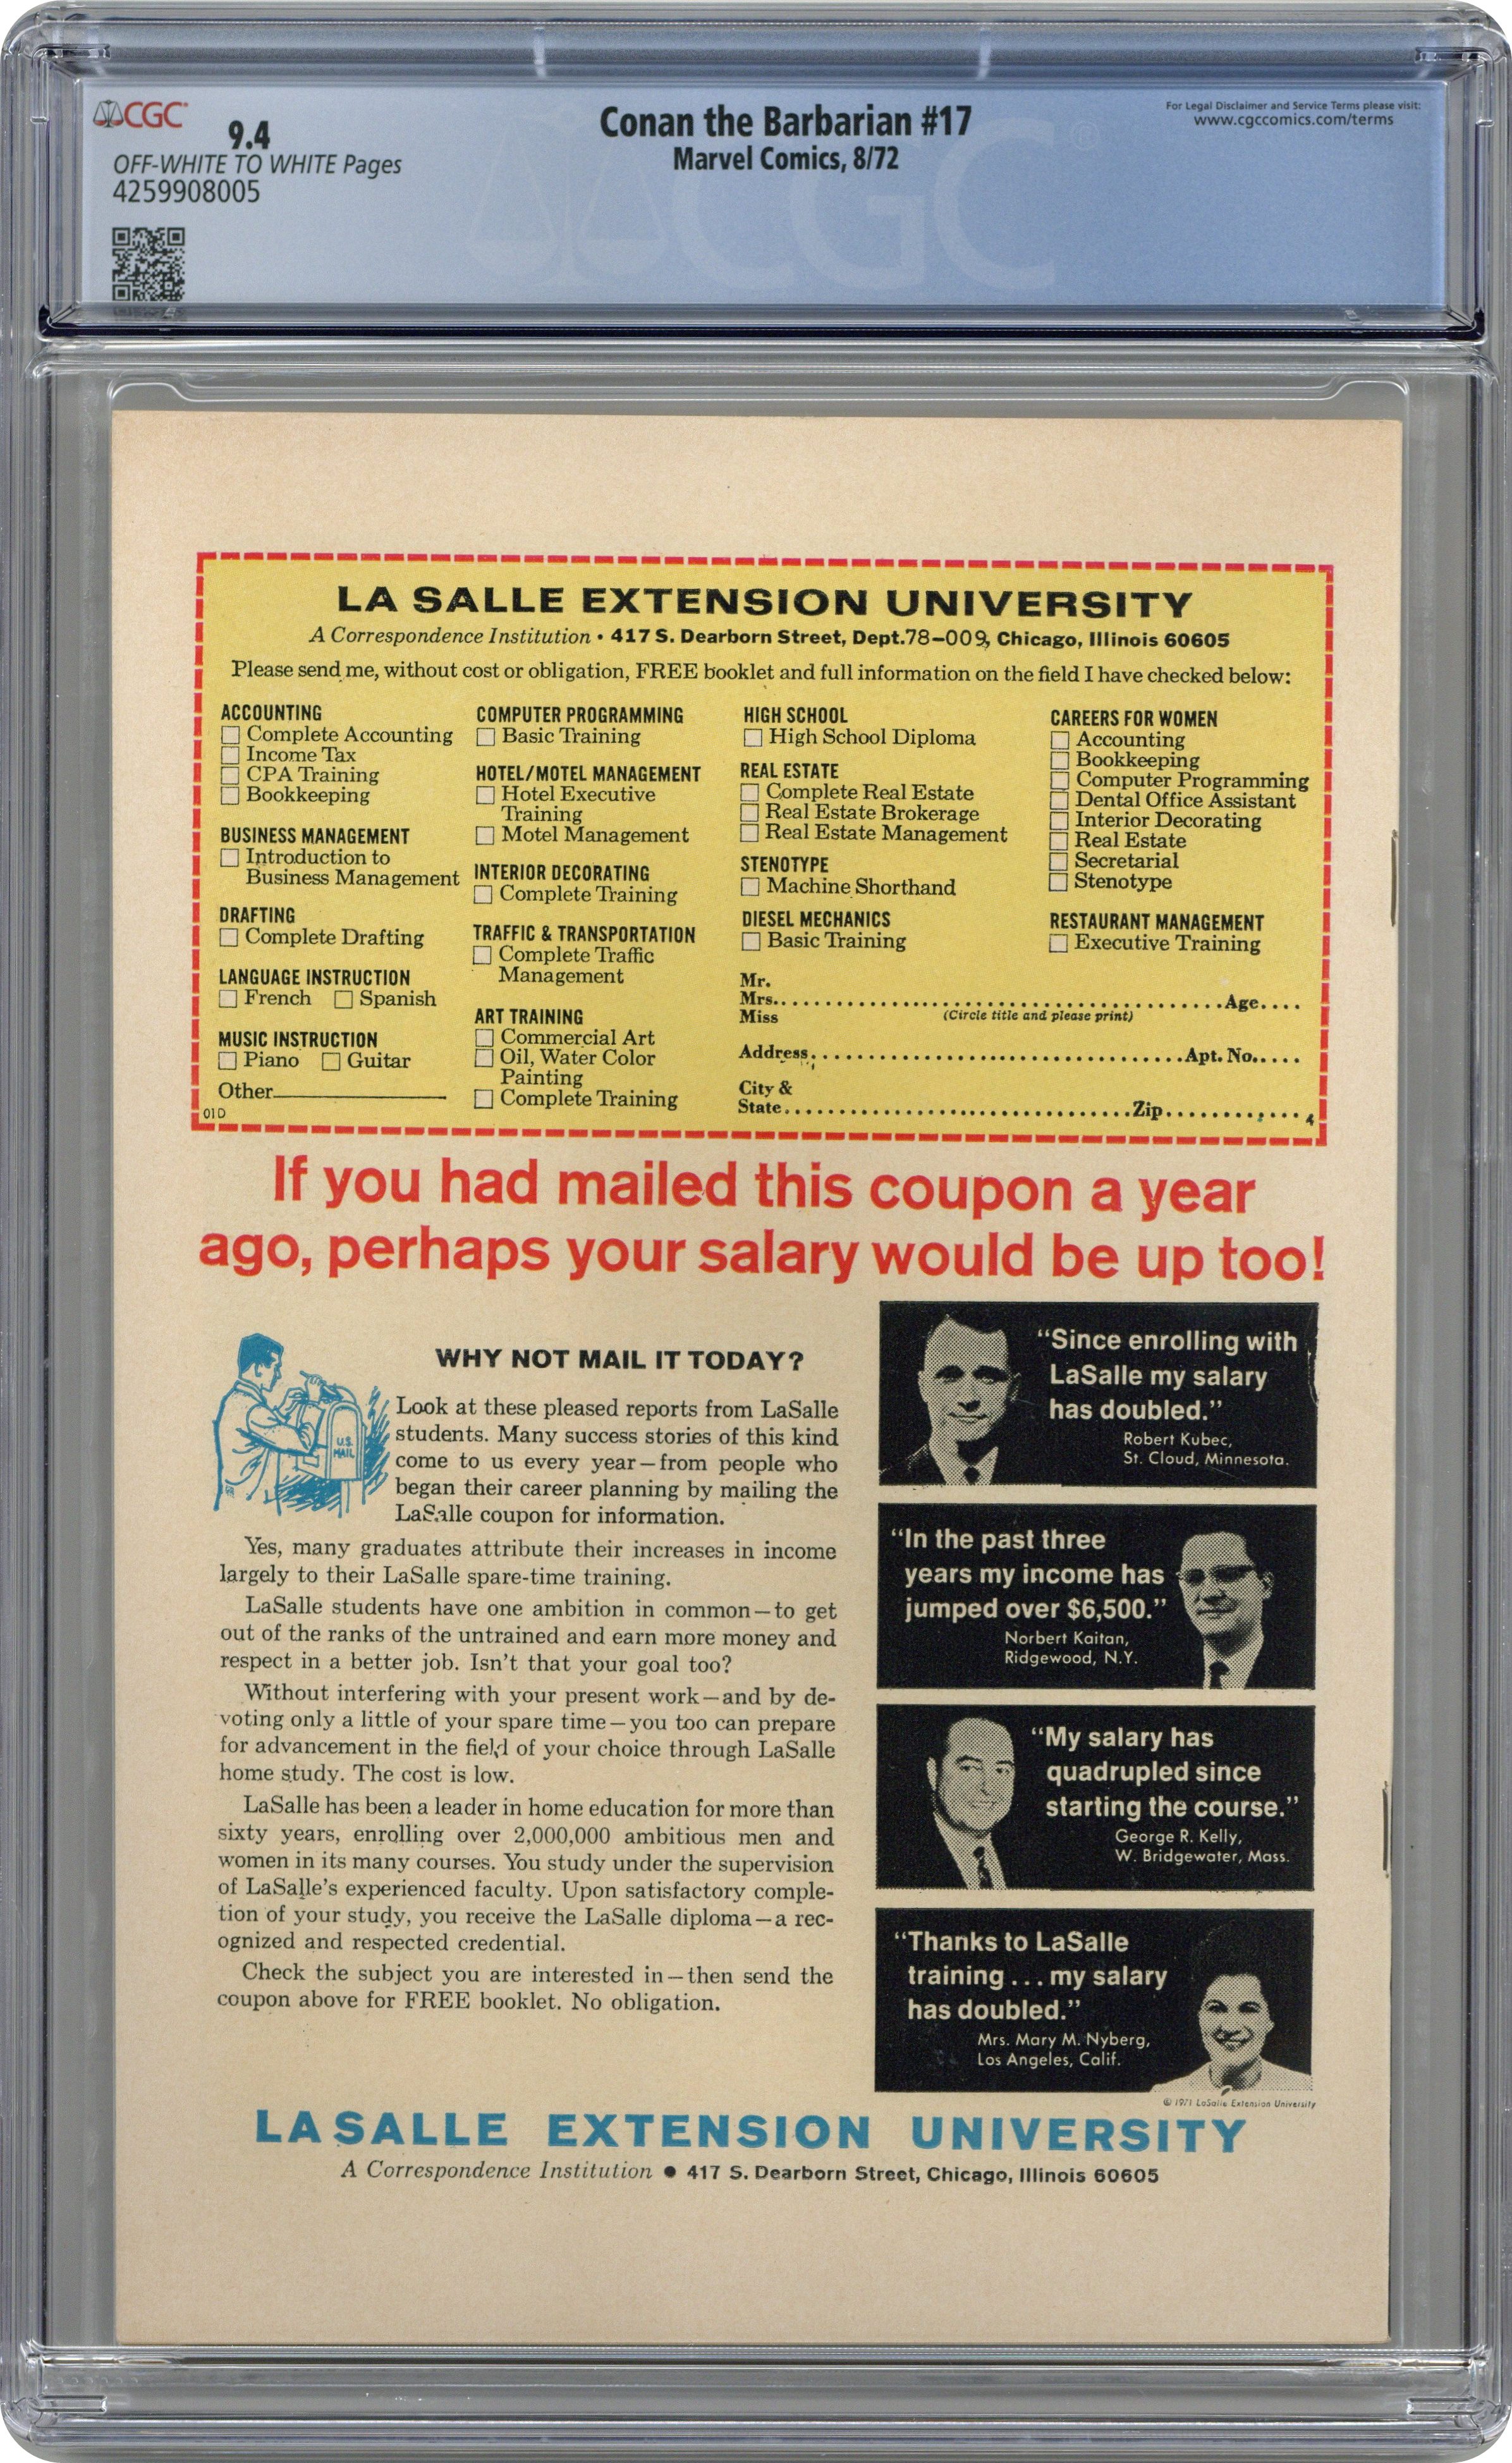 CGC
9.4
OFF-WHITE TO WHITE Pages
4259908005
Conan the Barbarian #17
Marvel Comics, 8/72
For Legal Disclaimer and Service Terms please visit:
www.cgccomics.com/terms
CGC
LA SALLE EXTENSION UNIVERSITY
A Correspondence Institution • 417 S. Dearborn Street, Dept.78-009, Chicago, Illinois 60605
Please send me, without cost or obligation, FREE booklet and full information on the field I have checked below:
ACCOUNTING
Complete Accounting
Income Tax
CPA Training
Bookkeeping
BUSINESS MANAGEMENT
Introduction to
Business Management
DRAFTING
Complete Drafting
LANGUAGE INSTRUCTION
French Spanish
MUSIC INSTRUCTION
Piano Guitar
Other
01D
COMPUTER PROGRAMMING
Basic Training
HOTEL/MOTEL MANAGEMENT
Hotel Executive
Training
Motel Management
INTERIOR DECORATING
Complete Training
TRAFFIC & TRANSPORTATION
Complete Traffic
Management
ART TRAINING
Commercial Art
Oil, Water Color
Painting
Complete Training
HIGH SCHOOL
High School Diploma
REAL ESTATE
Complete Real Estate
Real Estate Brokerage
Real Estate Management
STENOTYPE
Machine Shorthand
DIESEL MECHANICS
Basic Training
CAREERS FOR WOMEN
Accounting
Bookkeeping
Computer Programming
Dental Office Assistant
Interior Decorating
Real Estate
Secretarial
Stenotype
RESTAURANT MANAGEMENT
Executive Training
Mr.
Mrs. Age
Miss (Circle title and please print)
Address Apt. No.
City &
State Zip 4
If you had mailed this coupon a year
ago, perhaps your salary would be up too!
U.S.
MAIL
WHY NOT MAIL IT TODAY?
Look at these pleased reports from LaSalle
students. Many success stories of this kind
come to us every year—from people who
began their career planning by mailing the
LaSalle coupon for information.
Yes, many graduates attribute their increases in income
largely to their LaSalle spare-time training.
LaSalle students have one ambition in common—to get
out of the ranks of the untrained and earn more money and
respect in a better job. Isn't that your goal too?
Without interfering with your present work—and by de-
voting only a little of your spare time—you too can prepare
for advancement in the field of your choice through LaSalle
home study. The cost is low.
LaSalle has been a leader in home education for more than
sixty years, enrolling over 2,000,000 ambitious men and
women in its many courses. You study under the supervision
of LaSalle's experienced faculty. Upon satisfactory comple-
tion of your study, you receive the LaSalle diploma—a rec-
ognized and respected credential.
Check the subject you are interested in—then send the
coupon above for FREE booklet. No obligation.
"Since enrolling with
LaSalle my salary
has doubled."
Robert Kubec,
St. Cloud, Minnesota.
"In the past three
years my income has
jumped over $6,500."
Norbert Kaitan,
Ridgewood, N.Y.
"My salary has
quadrupled since
starting the course."
George R. Kelly,
W. Bridgewater, Mass.
"Thanks to LaSalle
training... my salary
has doubled."
Mrs. Mary M. Nyberg,
Los Angeles, Calif.
© 1971 LaSalle Extension University
LASALLE EXTENSION UNIVERSITY
A Correspondence Institution • 417 S. Dearborn Street, Chicago, Illinois 60605